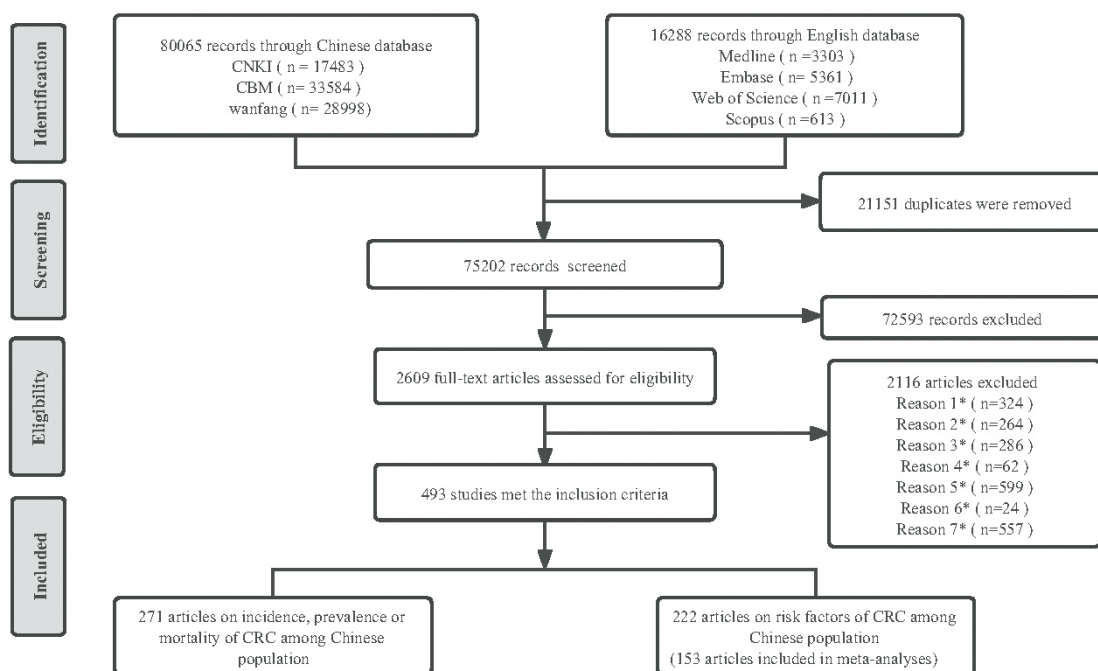 Identification
80065 records through Chinese database
CNKI ( n = 17483)
CBM ( n= 33584)
wanfang ( n= 28998)
16288 records through English database
Medline ( n =3303)
Embase ( n= 5361)
Web of Science ( n =7011)
Scopus ( n =613)
Screening
21151 duplicates were removed
75202 records screened
72593 records excluded
Eligibility
2609 full-text articles assessed for eligibility
2116 articles excluded
Reason 1* ( n=324 )
Reason 2* ( n=264 )
Reason 3* ( n=286 )
Reason 4* ( n=62 )
Reason 5* ( n=599 )
Reason 6* ( n=24 )
Reason 7* ( n=557 )
493 studies met the inclusion criteria
Included
271 articles on incidence, prevalence or
mortality of CRC among Chinese
population
222 articles on risk factors of CRC among
Chinese population
(153 articles included in meta-analyses)